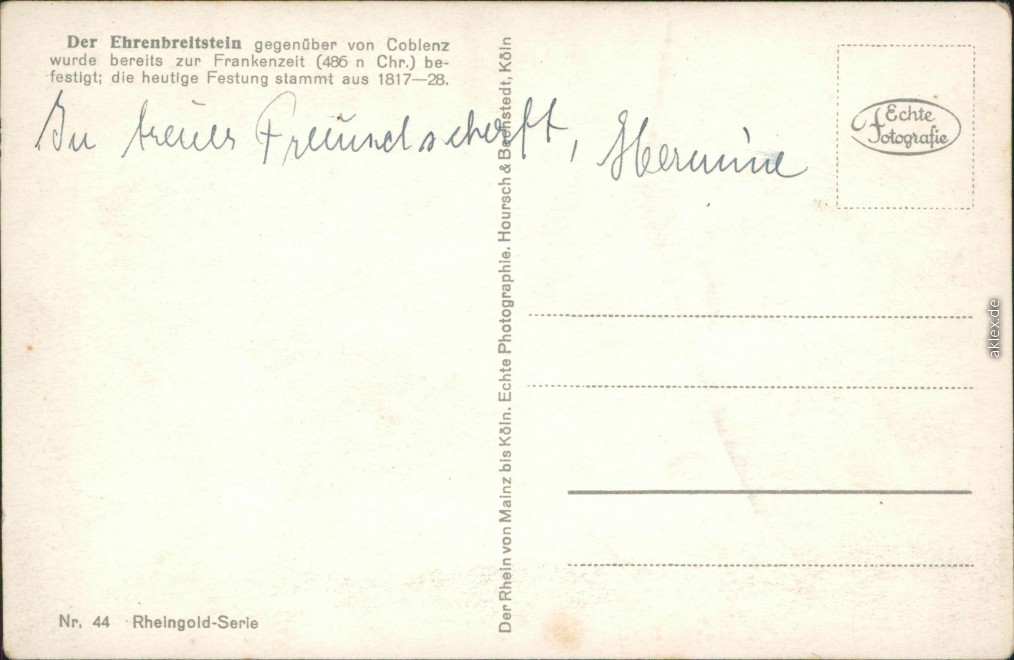 Der Ehrenbreitstein gegenüber von Coblenz
wurde bereits zur Frankenzeit (486 n Chr.) be-
festigt; die heutige Festung stammt aus 1817—28.
In treuer Freundschaft, Hermine
Echte
Fotografie
Der Rhein von Mainz bis Köln. Echte Photographie. Hoursch & Bechstedt, Köln
Nr. 44 Rheingold-Serie
aklex.de